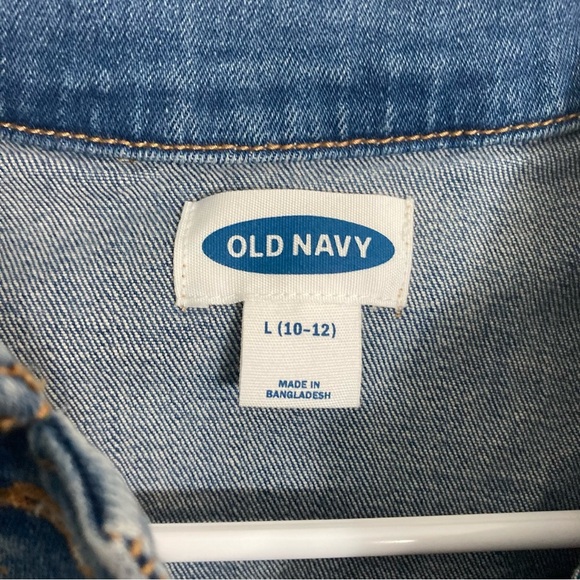 OLD NAVY
L (10-12)
MADE IN
BANGLADESH